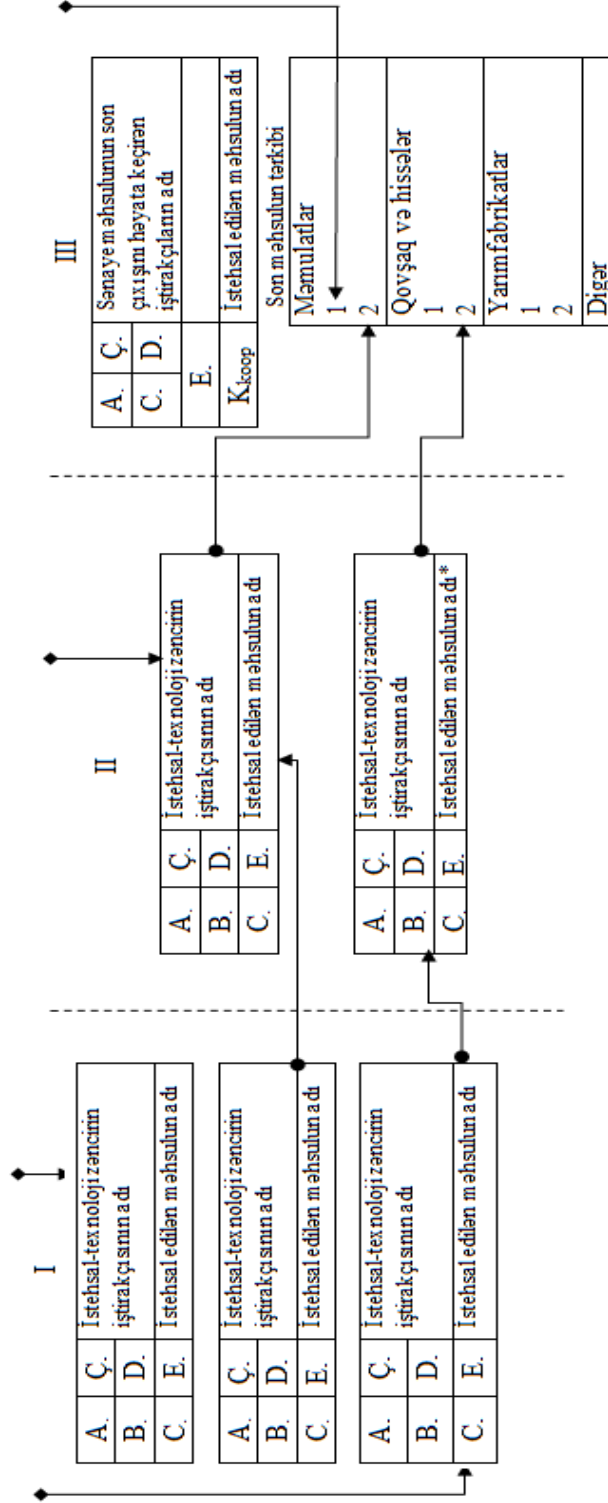 I
A. Ç. İstehsal-texnoloji zəncirin
B. D. iştirakçısının adı
C. E. İstehsal edilən məhsulun adı
A. Ç. İstehsal-texnoloji zəncirin
B. D. iştirakçısının adı
C. E. İstehsal edilən məhsulun adı
A. Ç. İstehsal-texnoloji zəncirin
B. D. iştirakçısının adı
C. E. İstehsal edilən məhsulun adı
II
A. Ç. İstehsal-texnoloji zəncirin
B. D. iştirakçısının adı
C. E. İstehsal edilən məhsulun adı
A. Ç. İstehsal-texnoloji zəncirin
B. D. iştirakçısının adı
C. E. İstehsal edilən məhsulun adı*
III
A. Ç. Sənaye məhsulunun son
C. D. çıxışını həyata keçirən
iştirakçıların adı
E.
Kkoop İstehsal edilən məhsulun adı
Son məhsulun tərkibi
Məmulatlar
1
2
Qovşaq və hissələr
1
2
Yarımfabrikatlar
1
2
Digər